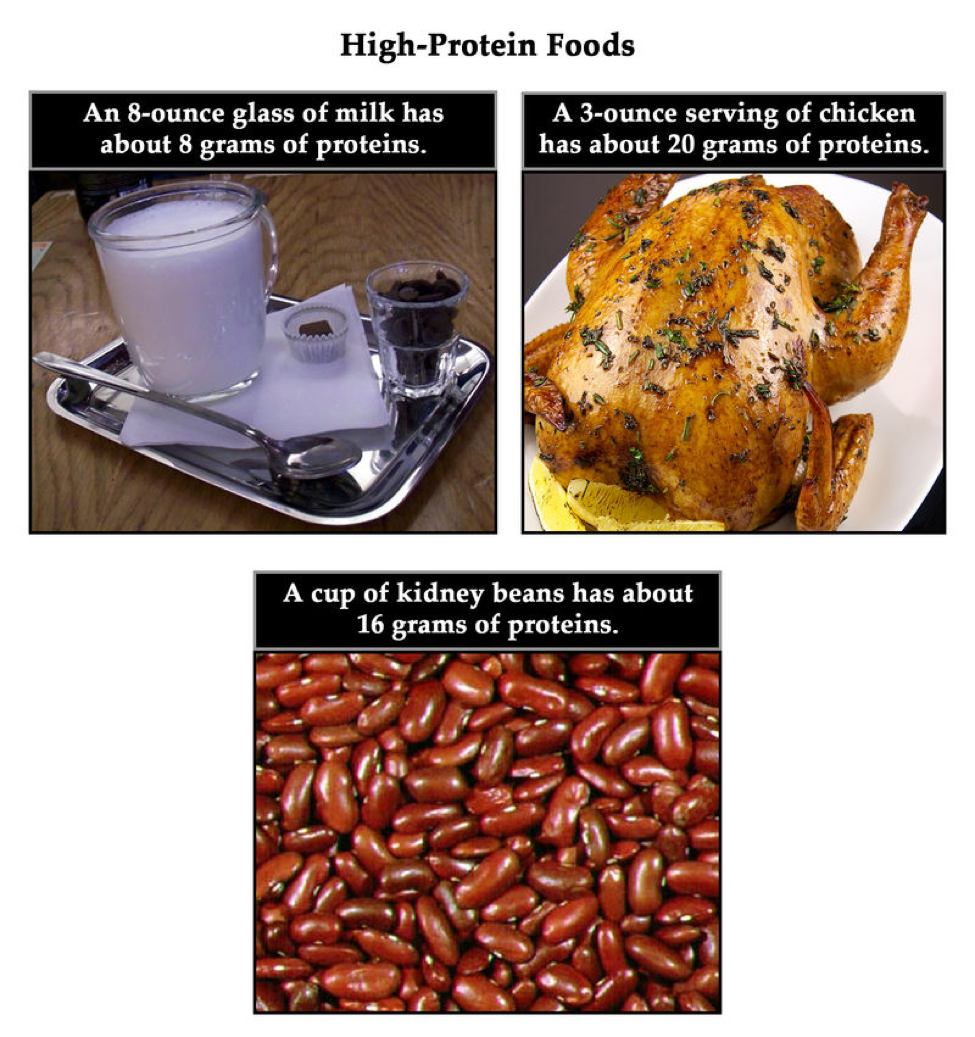 High-Protein Foods
An 8-ounce glass of milk has
about 8 grams of proteins.
A 3-ounce serving of chicken
has about 20 grams of proteins.
A cup of kidney beans has about
16 grams of proteins.